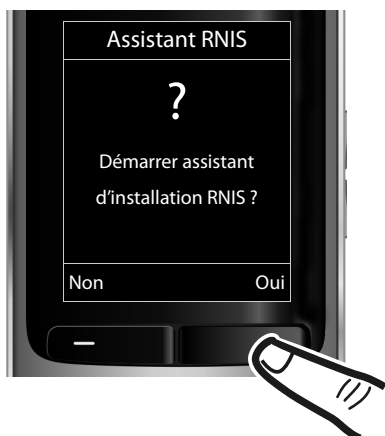 Assistant RNIS
?
Démarrer assistant
d’installation RNIS ?
Non Oui